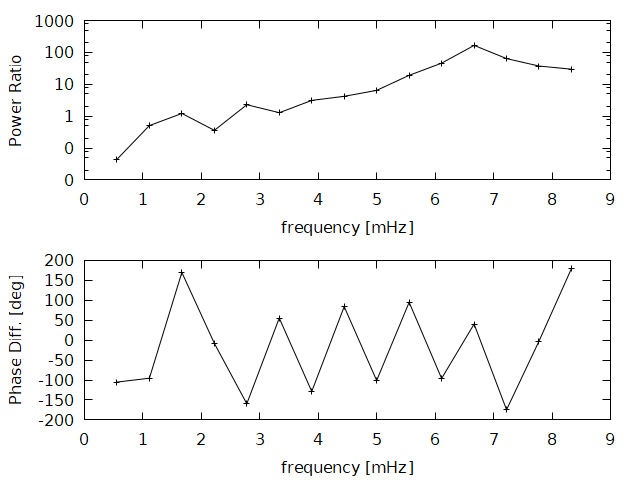 1000
100
10
1
0
0
Power Ratio
0 1 2 3 4 5 6 7 8 9
frequency [mHz]
200
150
100
50
0
-50
-100
-150
-200
Phase Diff. [deg]
0 1 2 3 4 5 6 7 8 9
frequency [mHz]